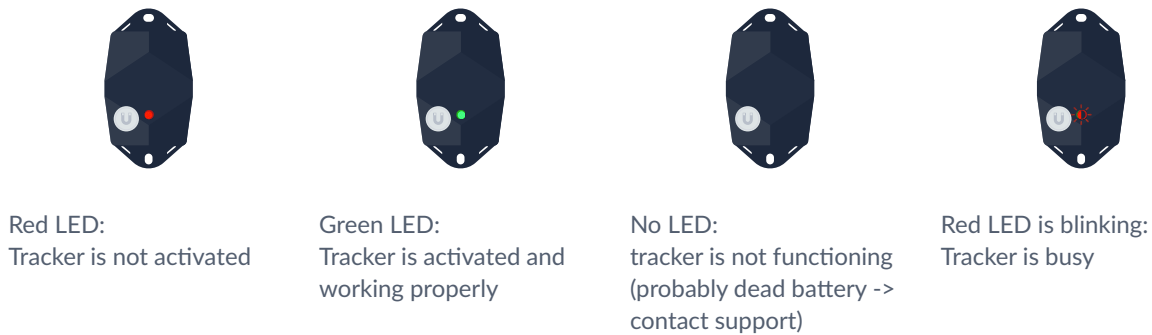 Red LED:
Tracker is not activated
Green LED:
Tracker is activated and
working properly
No LED:
tracker is not functioning
(probably dead battery ->
contact support)
Red LED is blinking:
Tracker is busy